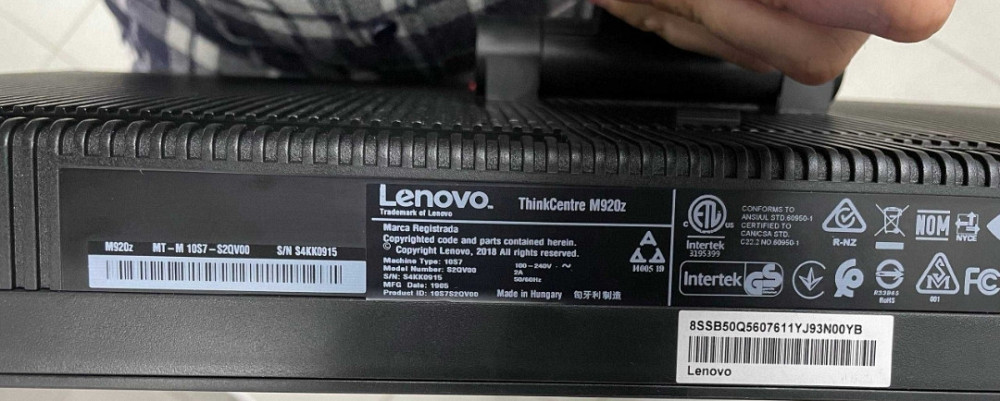 M920z MT-M 10S7-S2QV00 S/N S4KK0915
Lenovo.
Trademark of Lenovo
ThinkCentre M920z
Marca Registrada
Copyrighted code and parts contained herein.
© Copyright Lenovo, 2018 All rights reserved.
Machine Type: 10S7
Model Number: S2QV00
S/N: S4KK0915
MFG Date: 1905
Product ID: 10S7S2QV00
100-240V ~
2A
50/60Hz
Made in Hungary 匈牙利制造
ETL
Intertek
3195399
CONFORMS TO
ANSI/UL STD.60950-1
CERTIFIED TO
CAN/CSA STD.
C22.2 NO.60950-1
R-NZ
NOM
NYCE
Intertek GS
RoHS
001
FC
8SSB50Q5607611YJ93N00YB
Lenovo